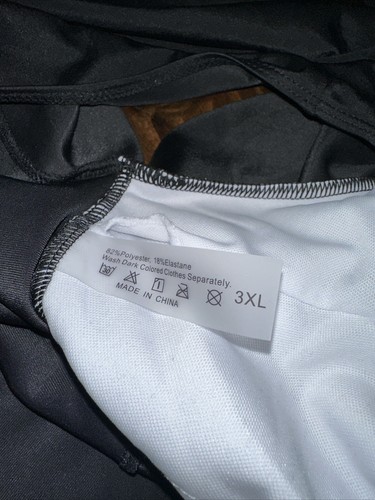 82%Polyester, 18%Elastane
Wash Dark Colored Clothes Separately.
3XL
MADE IN CHINA